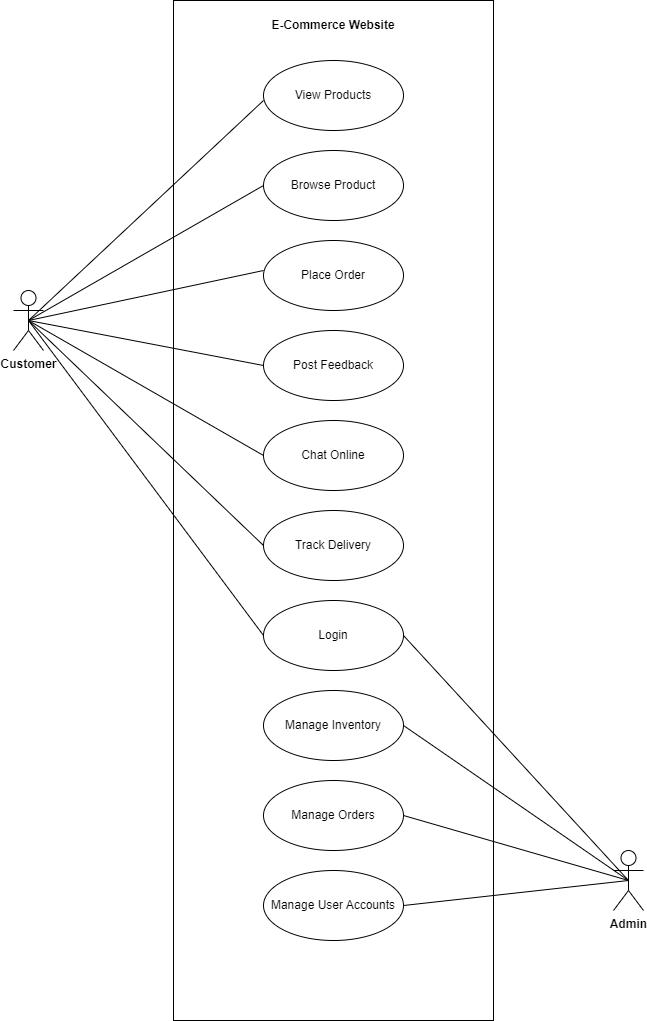 E-Commerce Website
View Products
Browse Product
Place Order
Customer
Post Feedback
Chat Online
Track Delivery
Login
Manage Inventory
Manage Orders
Manage User Accounts
Admin